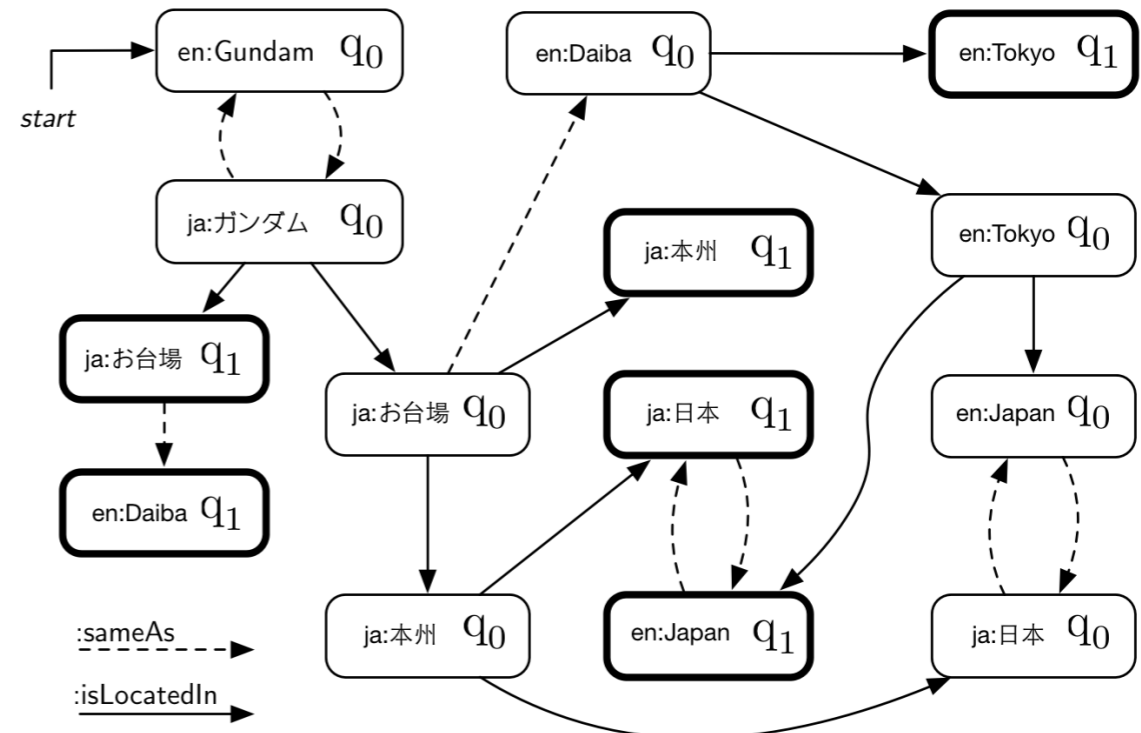 en:Gundam q0
en:Daiba q0
en:Tokyo q1
start
ja:ガンダム q0
ja:本州 q1
en:Tokyo q0
ja:お台場 q1
ja:お台場 q0
ja:日本 q1
en:Japan q0
en:Daiba q1
:sameAs
ja:本州 q0
en:Japan q1
ja:日本 q0
:isLocatedIn